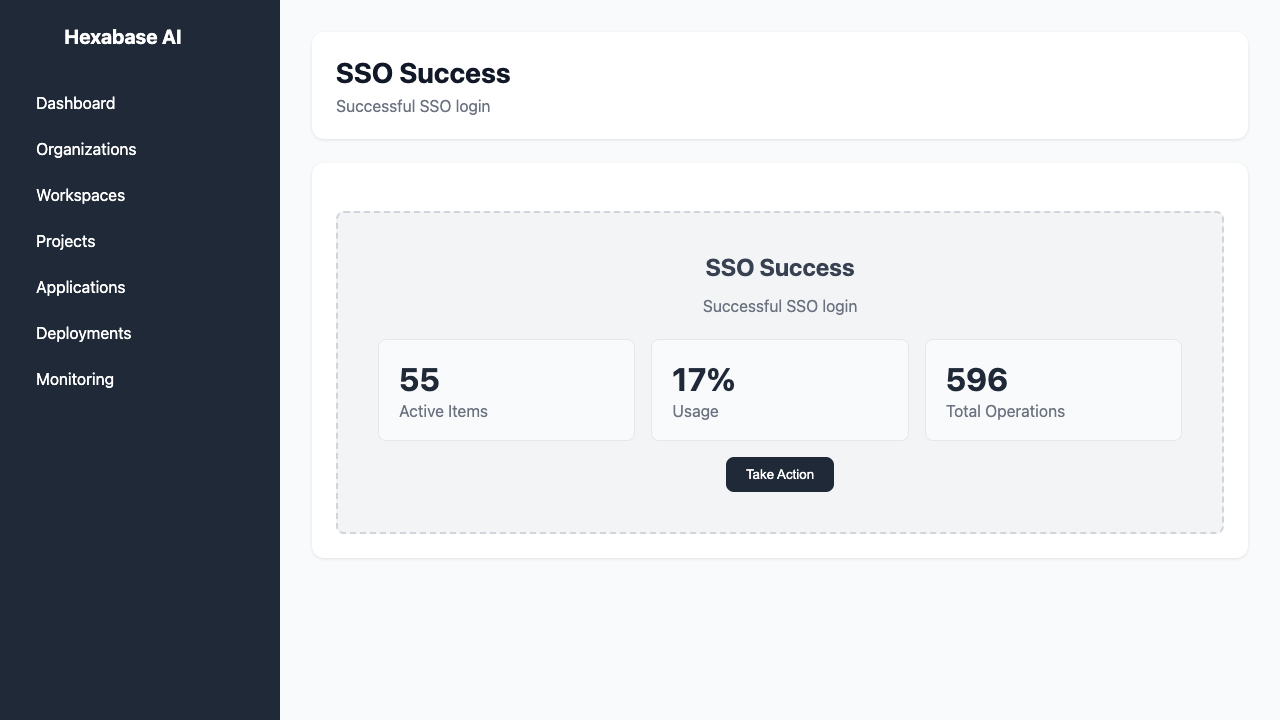 Hexabase AI
Dashboard
Organizations
Workspaces
Projects
Applications
Deployments
Monitoring
SSO Success
Successful SSO login
SSO Success
Successful SSO login
55
Active Items
17%
Usage
596
Total Operations
Take Action